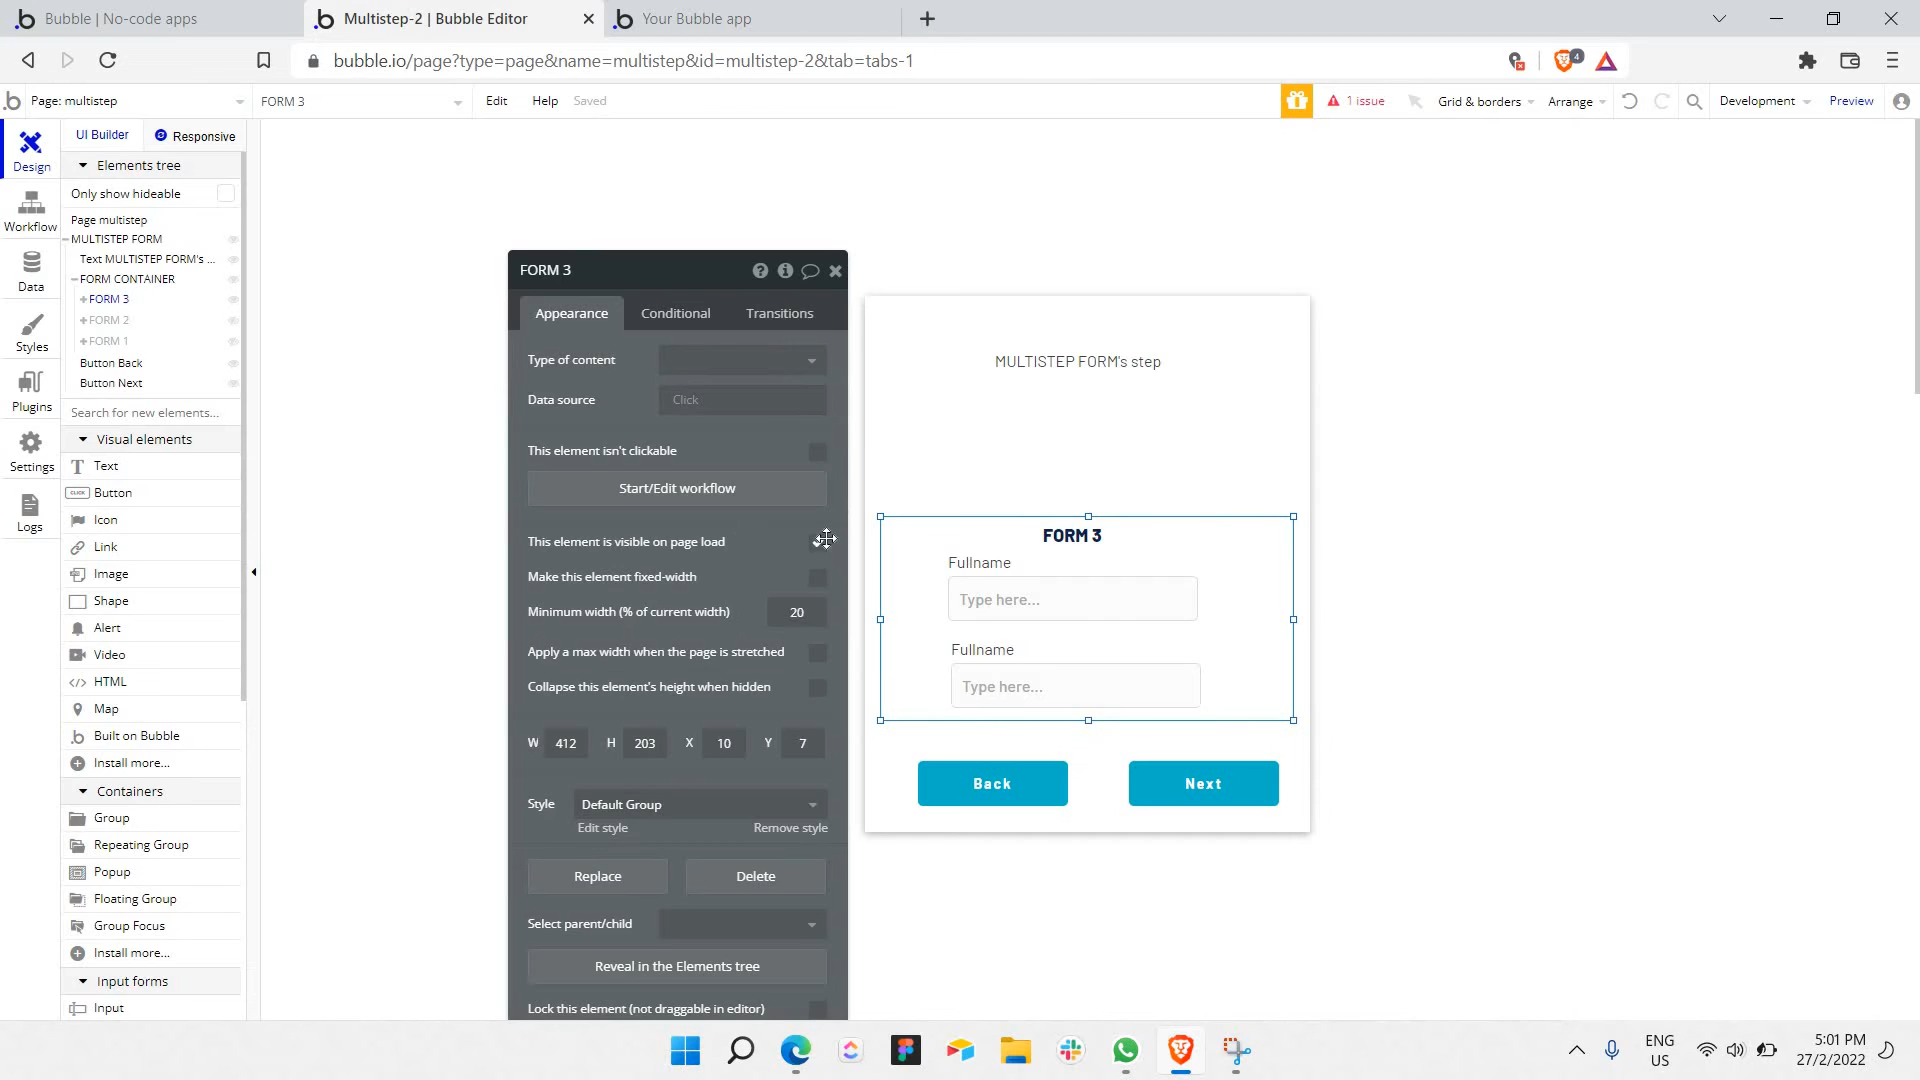 Bubble | No-code apps
Multistep-2 | Bubble Editor
Your Bubble app
bubble.io/page?type=page&name=multistep&id=multistep-2&tab=tabs-1
4
Page: multistep
FORM 3
Edit
Help
Saved
1 issue
Grid & borders
Arrange
Development
Preview
Design
Workflow
Data
Styles
Plugins
Settings
Logs
UI Builder
Responsive
Elements tree
Only show hideable
Page multistep
MULTISTEP FORM
Text MULTISTEP FORM's ...
FORM CONTAINER
FORM 3
FORM 2
FORM 1
Button Back
Button Next
Search for new elements...
Visual elements
Text
CLICK
Button
Icon
Link
Image
Shape
Alert
Video
HTML
Map
Built on Bubble
Install more...
Containers
Group
Repeating Group
Popup
Floating Group
Group Focus
Install more...
Input forms
Input
FORM 3
Appearance
Conditional
Transitions
Type of content
Data source
Click
This element isn't clickable
Start/Edit workflow
This element is visible on page load
Make this element fixed-width
Minimum width (% of current width)
20
Apply a max width when the page is stretched
Collapse this element's height when hidden
W 412 H 203 X 10 Y 7
Style
Default Group
Edit style
Remove style
Replace
Delete
Select parent/child
Reveal in the Elements tree
Lock this element (not draggable in editor)
MULTISTEP FORM's step
FORM 3
Fullname
Type here...
Fullname
Type here...
Back
Next
ENG
US
5:01 PM
27/2/2022